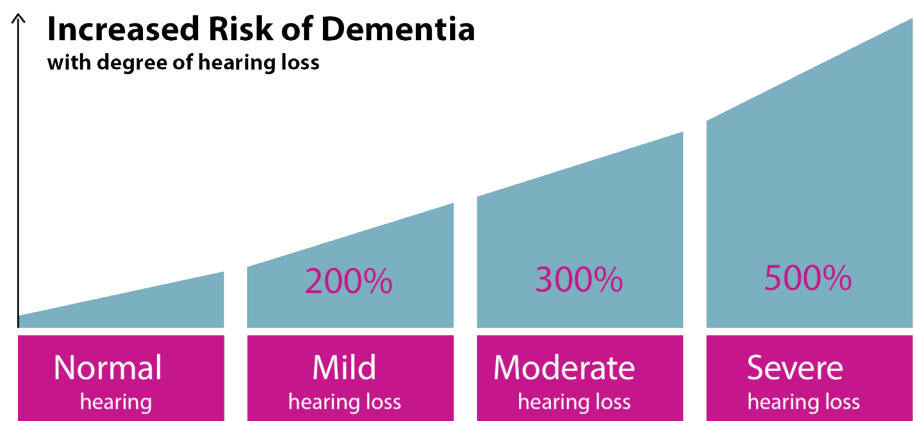 Increased Risk of Dementia
with degree of hearing loss
200%
300%
500%
Normal
hearing
Mild
hearing loss
Moderate
hearing loss
Severe
hearing loss